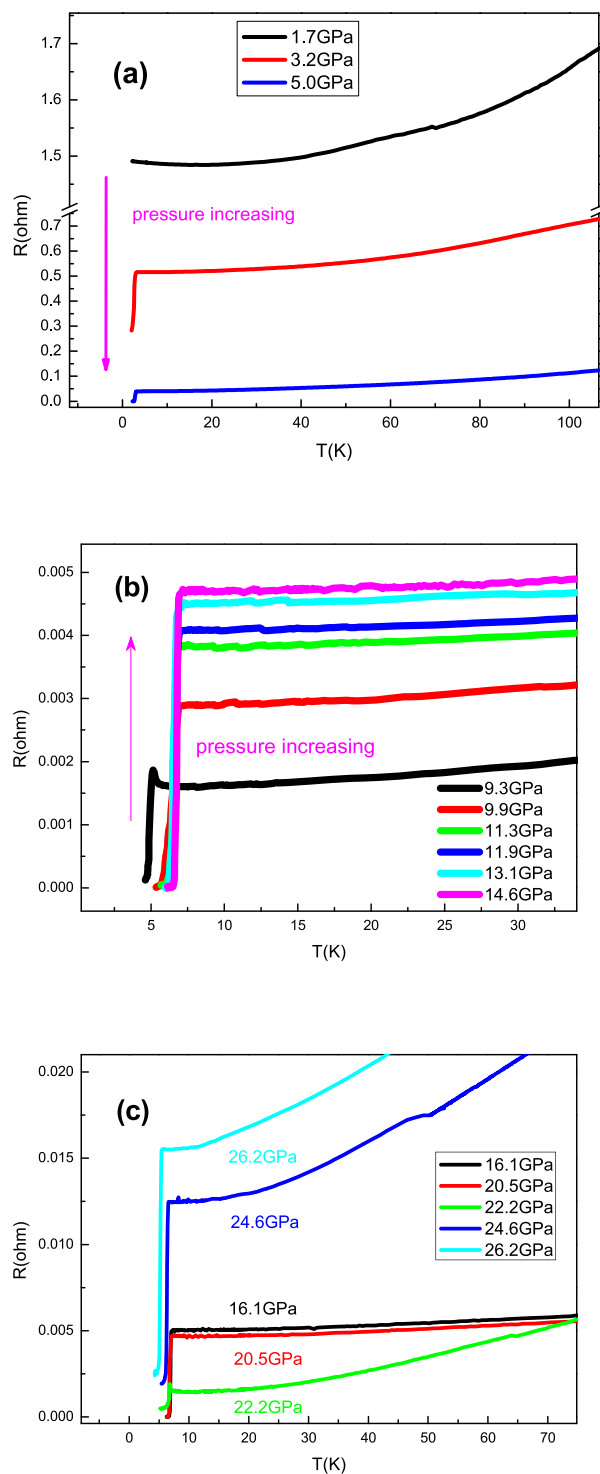 (a)
1.7GPa
3.2GPa
5.0GPa
pressure increasing
R(ohm)
1.7
1.5
0.7
0.6
0.5
0.4
0.3
0.2
0.1
0.0
0 20 40 60 80 100
T(K)
(b)
pressure increasing
R(ohm)
0.005
0.004
0.003
0.002
0.001
0.000
9.3GPa
9.9GPa
11.3GPa
11.9GPa
13.1GPa
14.6GPa
5 10 15 20 25 30
T(K)
(c)
R(ohm)
0.020
0.015
0.010
0.005
0.000
26.2GPa
24.6GPa
16.1GPa
20.5GPa
22.2GPa
16.1GPa
20.5GPa
22.2GPa
24.6GPa
26.2GPa
0 10 20 30 40 50 60 70
T(K)